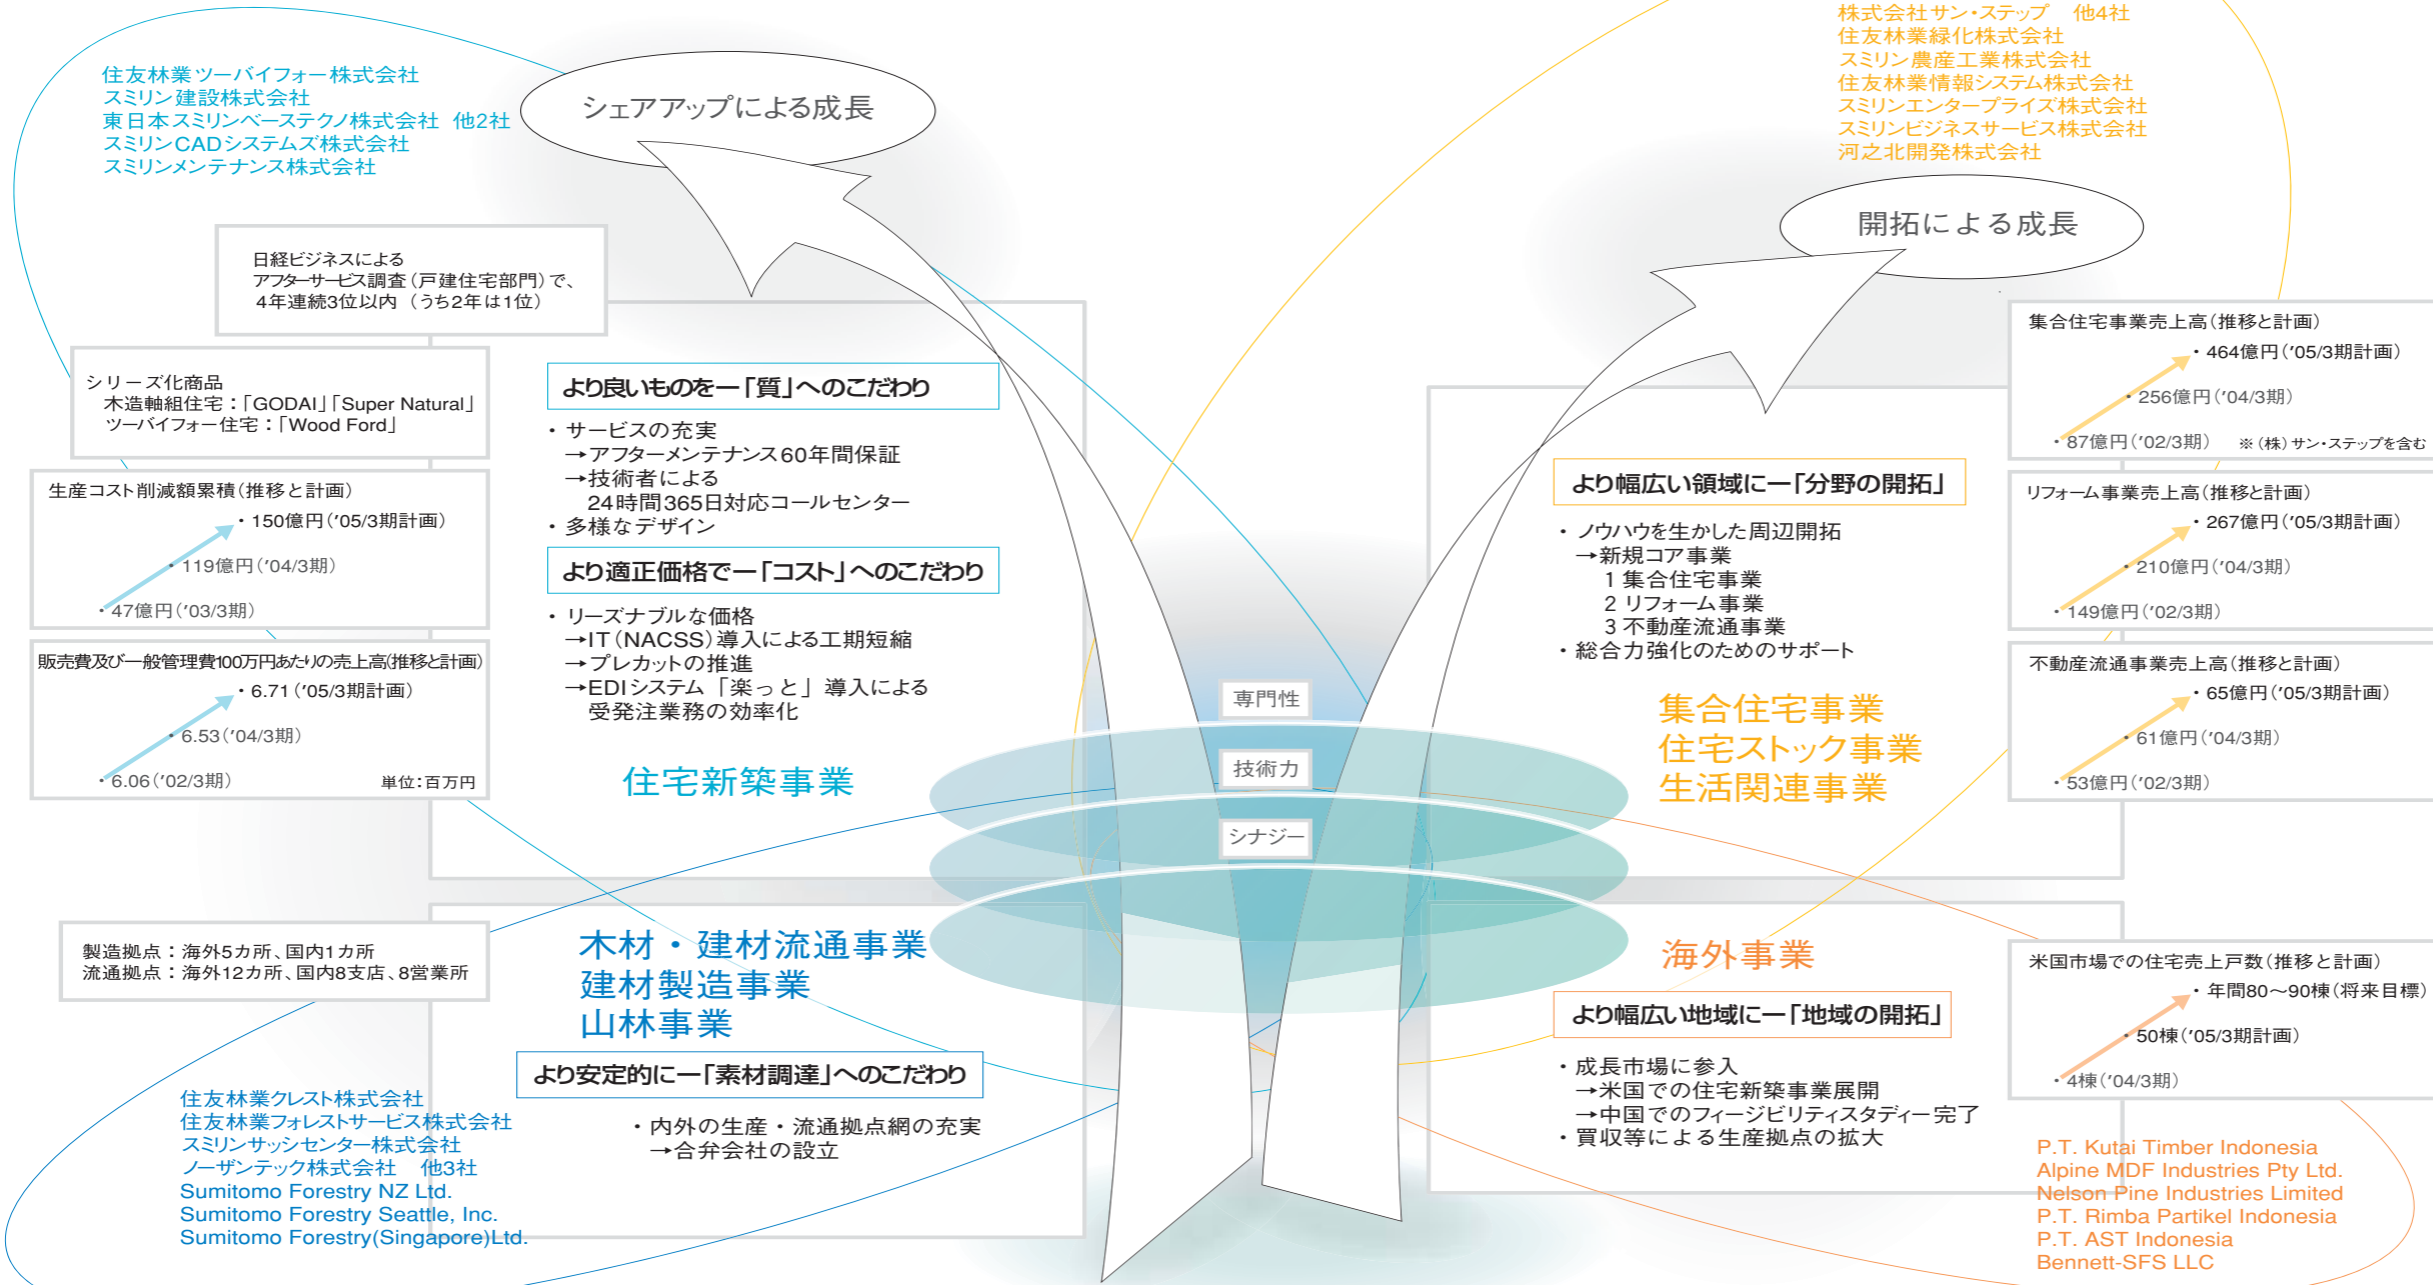 住友林業ツーバイフォー株式会社
スミリン建設株式会社
東日本スミリンベーステクノ株式会社 他2社
スミリンCADシステムズ株式会社
スミリンメンテナンス株式会社
シェアアップによる成長
株式会社サン・ステップ 他4社
住友林業緑化株式会社
スミリン農産工業株式会社
住友林業情報システム株式会社
スミリンエンタープライズ株式会社
スミリンビジネスサービス株式会社
河之北開発株式会社
開拓による成長
日経ビジネスによる
アフターサービス調査(戸建住宅部門)で、
4年連続3位以内 (うち2年は1位)
シリーズ化商品
木造軸組住宅:「GODAI」「Super Natural」
ツーバイフォー住宅:「Wood Ford」
生産コスト削減額累積(推移と計画)
・150億円('05/3期計画)
・119億円('04/3期)
・47億円('03/3期)
販売費及び一般管理費100万円あたりの売上高(推移と計画)
・6.71('05/3期計画)
・6.53('04/3期)
・6.06('02/3期)
単位:百万円
より良いものを―「質」へのこだわり
・サービスの充実
→アフターメンテナンス60年間保証
→技術者による
24時間365日対応コールセンター
・多様なデザイン
より適正価格で―「コスト」へのこだわり
・リーズナブルな価格
→IT(NACSS)導入による工期短縮
→プレカットの推進
→EDIシステム「楽っと」導入による
受発注業務の効率化
住宅新築事業
専門性
技術力
シナジー
より幅広い領域に―「分野の開拓」
・ノウハウを生かした周辺開拓
→新規コア事業
1 集合住宅事業
2 リフォーム事業
3 不動産流通事業
・総合力強化のためのサポート
集合住宅事業
住宅ストック事業
生活関連事業
集合住宅事業売上高(推移と計画)
・464億円('05/3期計画)
・256億円('04/3期)
・87億円('02/3期)
※(株)サン・ステップを含む
リフォーム事業売上高(推移と計画)
・267億円('05/3期計画)
・210億円('04/3期)
・149億円('02/3期)
不動産流通事業売上高(推移と計画)
・65億円('05/3期計画)
・61億円('04/3期)
・53億円('02/3期)
製造拠点:海外5カ所、国内1カ所
流通拠点:海外12カ所、国内8支店、8営業所
木材・建材流通事業
建材製造事業
山林事業
より安定的に―「素材調達」へのこだわり
・内外の生産・流通拠点網の充実
→合弁会社の設立
住友林業クレスト株式会社
住友林業フォレストサービス株式会社
スミリンサッシセンター株式会社
ノーザンテック株式会社 他3社
Sumitomo Forestry NZ Ltd.
Sumitomo Forestry Seattle, Inc.
Sumitomo Forestry(Singapore)Ltd.
海外事業
より幅広い地域に―「地域の開拓」
・成長市場に参入
→米国での住宅新築事業展開
→中国でのフィージビリティスタディー完了
・買収等による生産拠点の拡大
米国市場での住宅売上戸数(推移と計画)
・年間80〜90棟(将来目標)
・50棟('05/3期計画)
・4棟('04/3期)
P.T. Kutai Timber Indonesia
Alpine MDF Industries Pty Ltd.
Nelson Pine Industries Limited
P.T. Rimba Partikel Indonesia
P.T. AST Indonesia
Bennett-SFS LLC